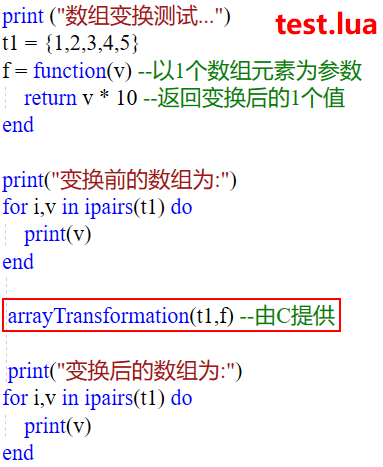 print ("数组变换测试...")
test.lua
t1 = {1,2,3,4,5}
f = function(v) --以1个数组元素为参数
return v * 10 --返回变换后的1个值
end
print("变换前的数组为:")
for i,v in ipairs(t1) do
print(v)
end
arrayTransformation(t1,f) --由C提供
print("变换后的数组为:")
for i,v in ipairs(t1) do
print(v)
end